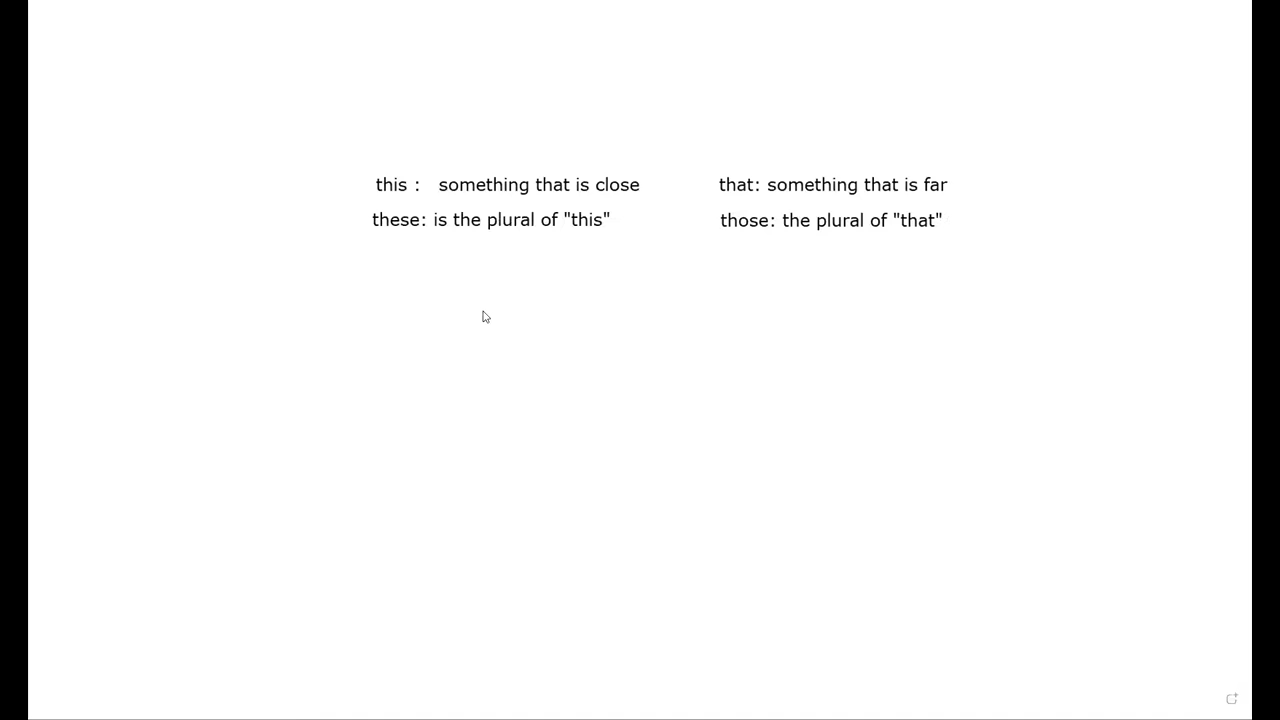 this :   something that is close
these: is the plural of "this"
that: something that is far
those: the plural of "that"